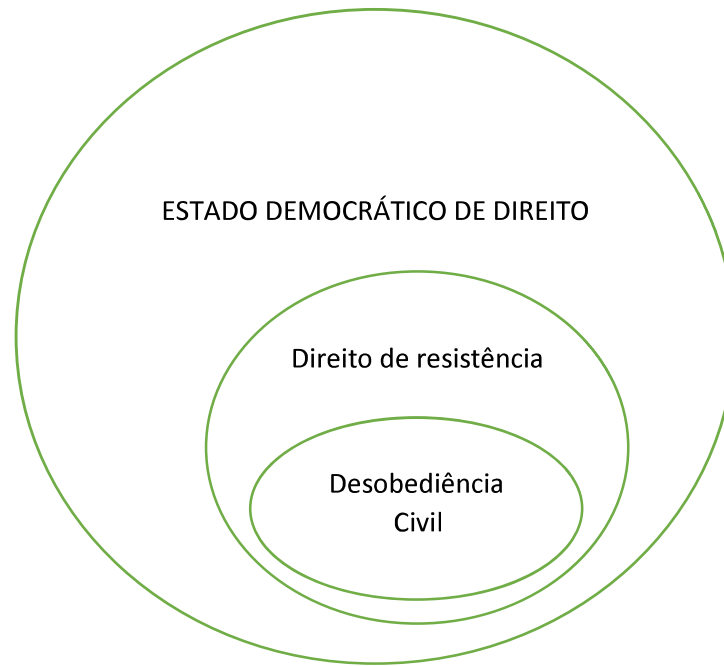 ESTADO DEMOCRÁTICO DE DIREITO
Direito de resistência
Desobediência
Civil